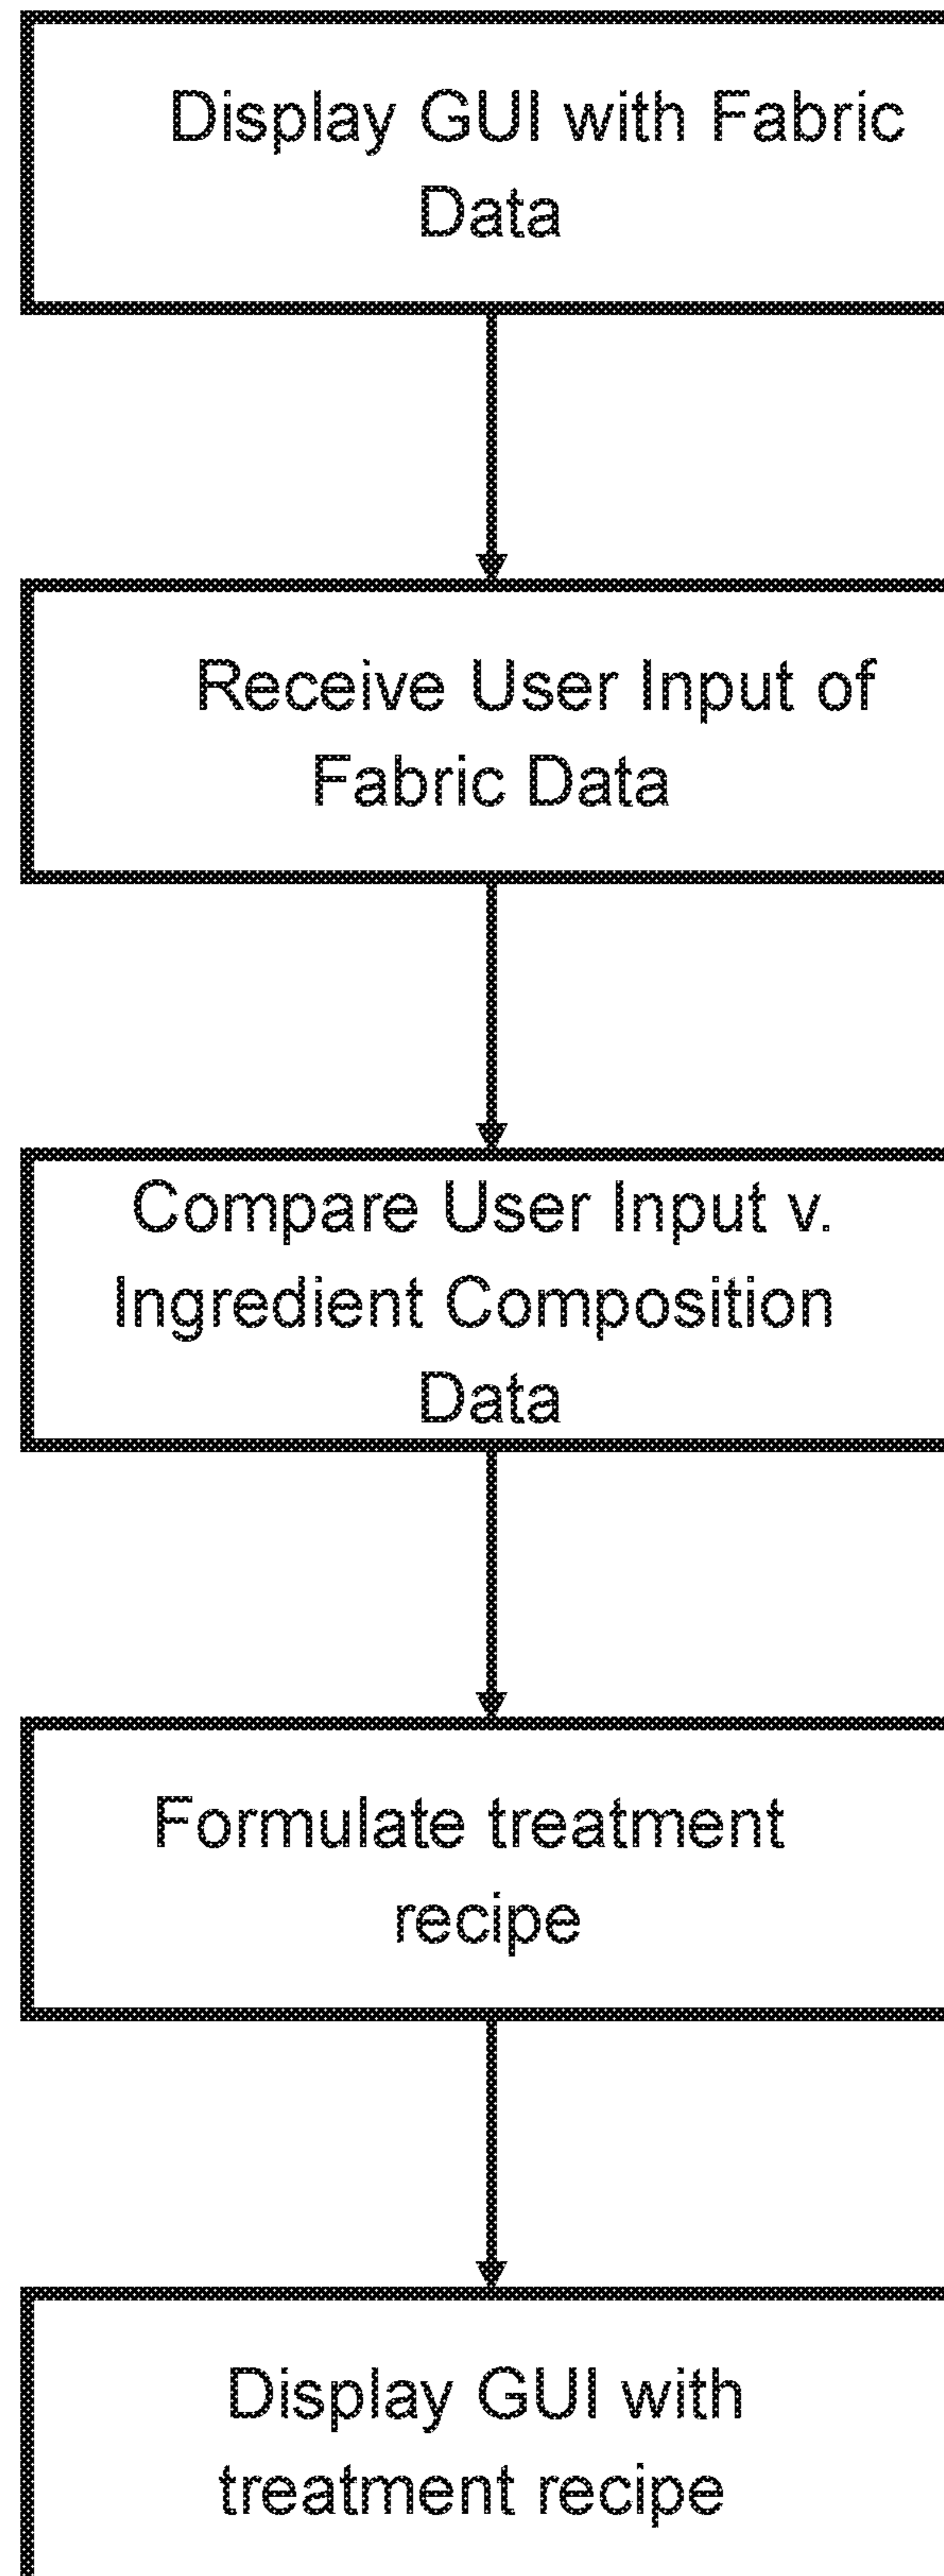 Display GUI with Fabric
Data
Receive User Input of
Fabric Data
Compare User Input v.
Ingredient Composition
Data
Formulate treatment
recipe
Display GUI with
treatment recipe